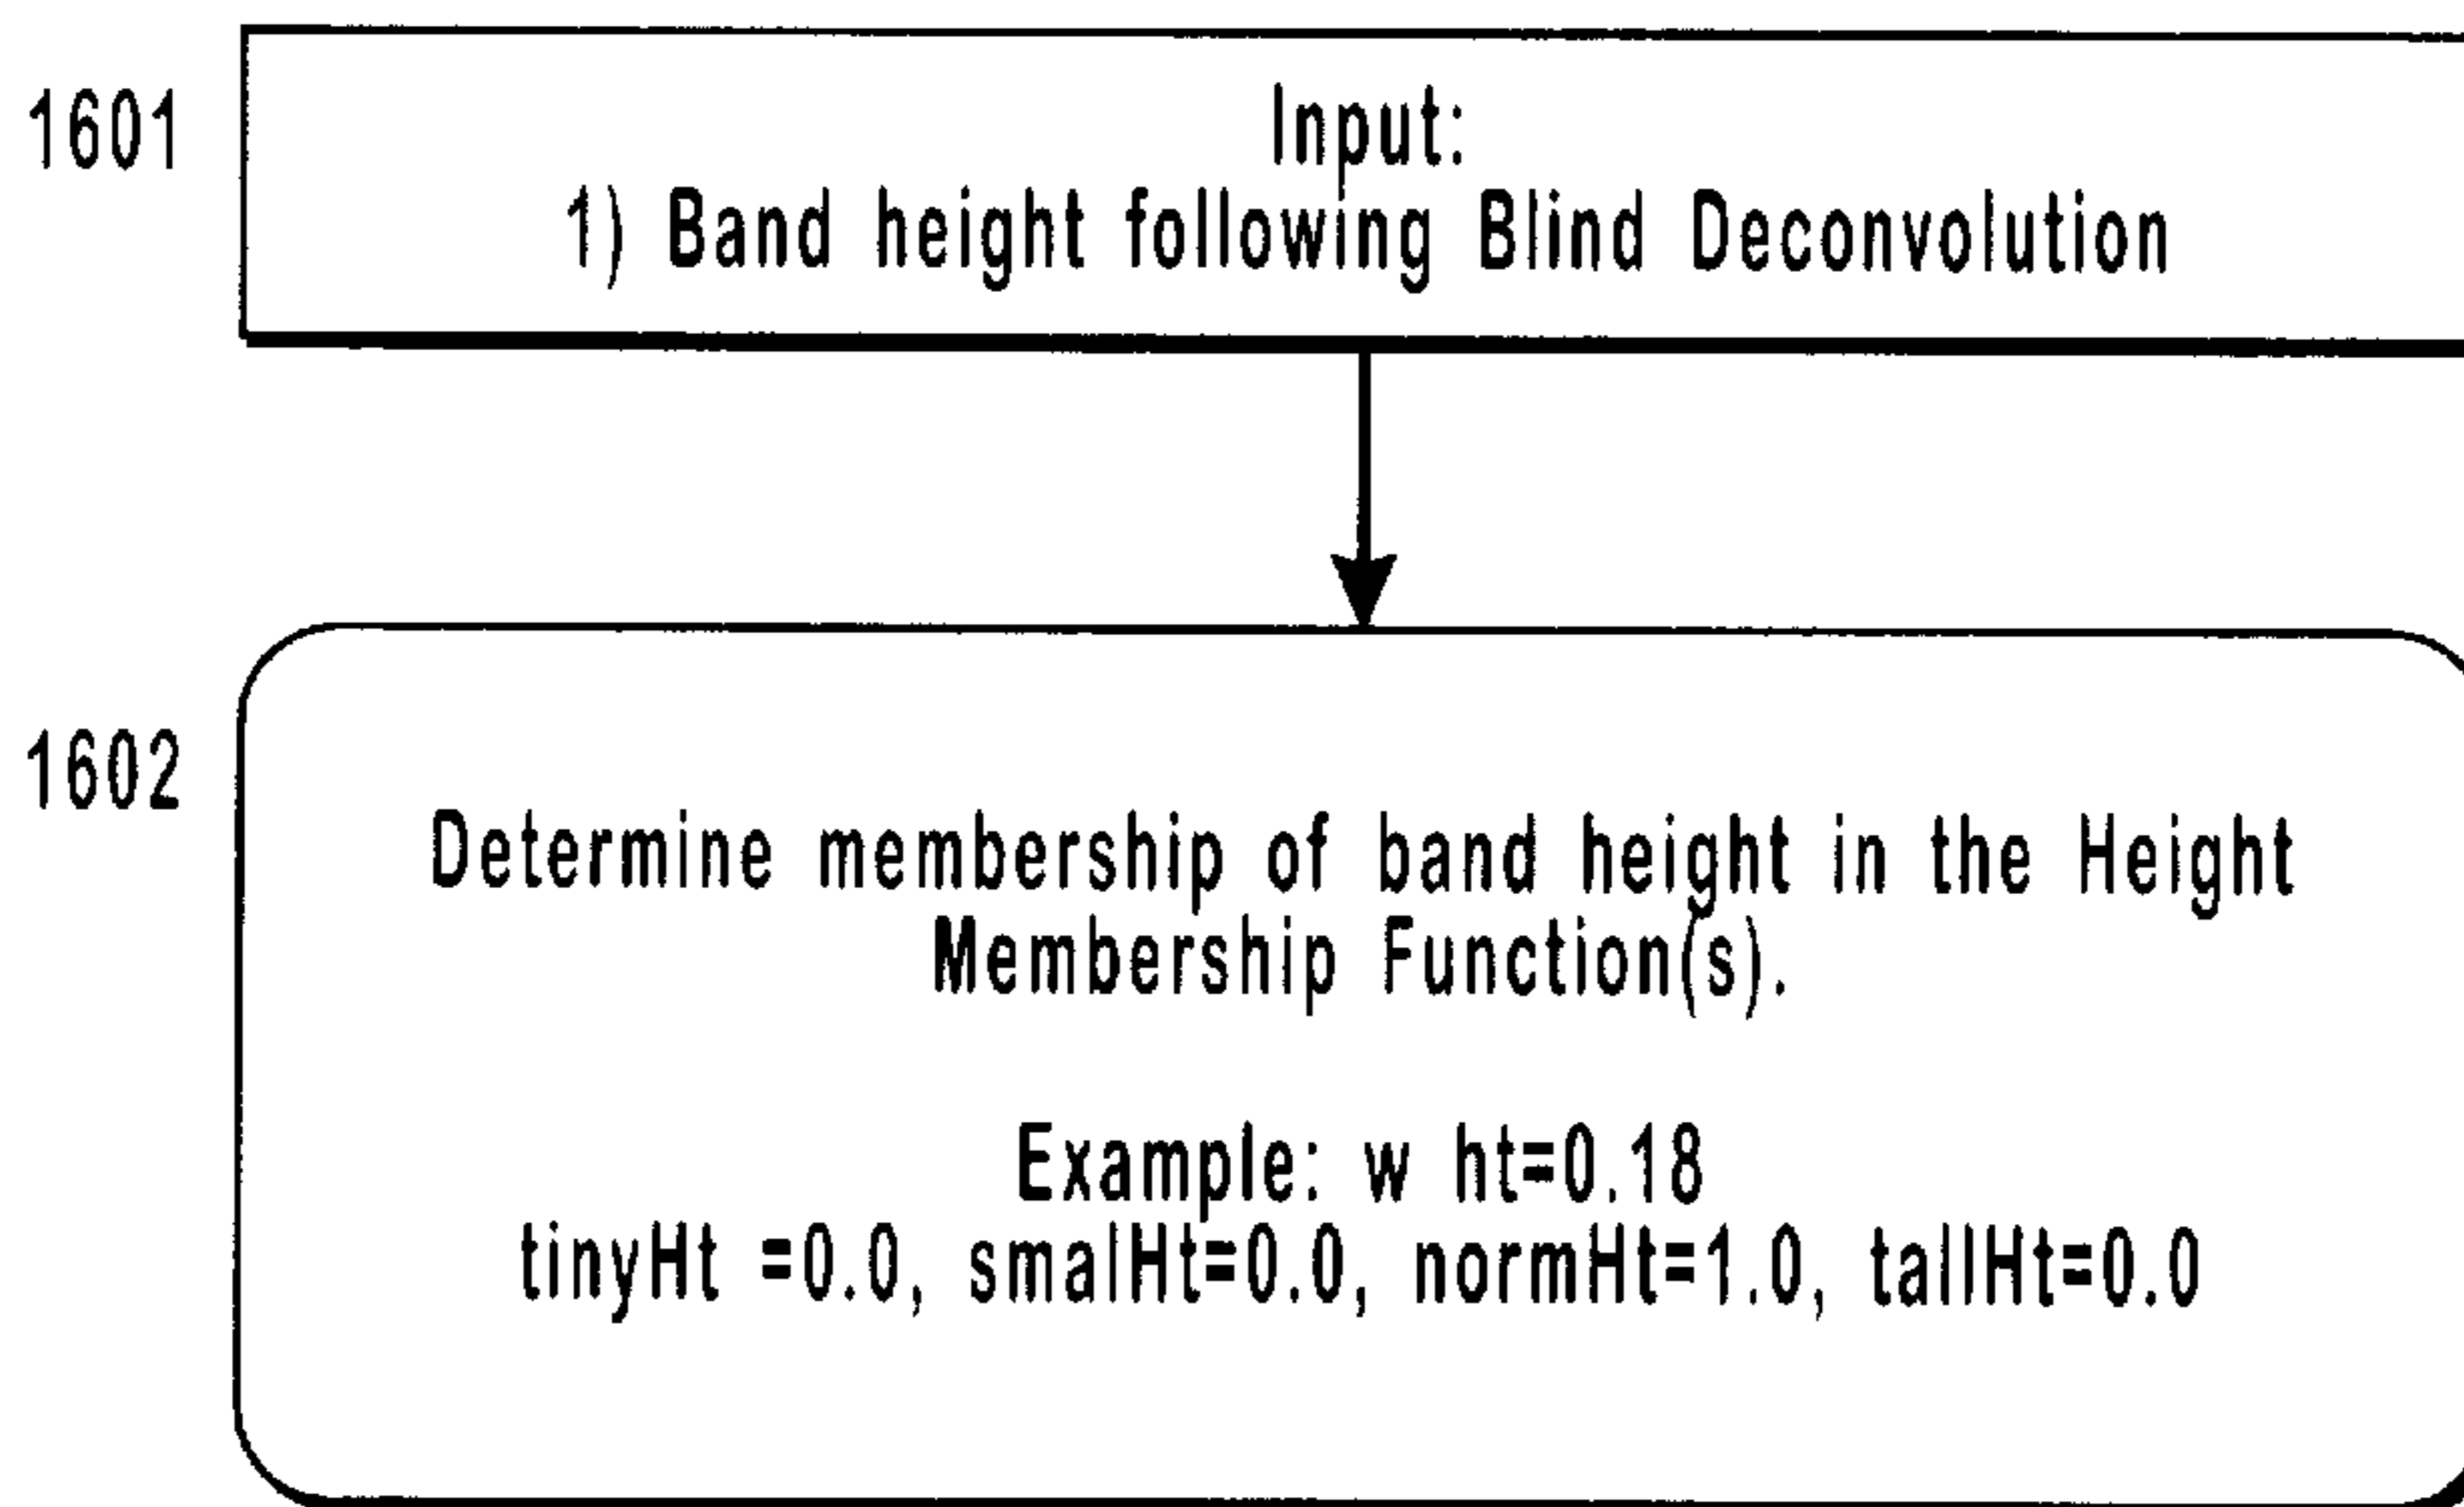 1601
Input:
1) Band height following Blind Deconvolution
1602
Determine membership of band height in the Height
Membership Function(s).
Example: w ht=0.18
tinyHt =0.0, smalHt=0.0, normHt=1.0, tallHt=0.0